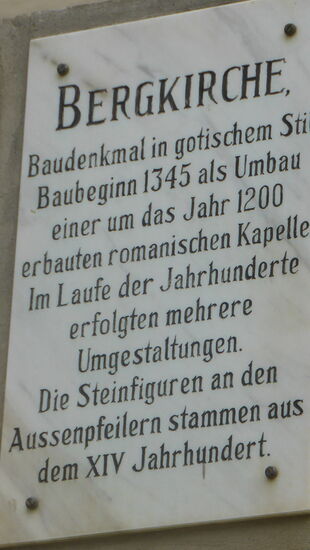 BERGKIRCHE,
Baudenkmal in gotischem Stil
Baubeginn 1345 als Umbau
einer um das Jahr 1200
erbauten romanischen Kapelle
Im Laufe der Jahrhunderte
erfolgten mehrere
Umgestaltungen.
Die Steinfiguren an den
Aussenpfeilern stammen aus
dem XIV Jahrhundert.